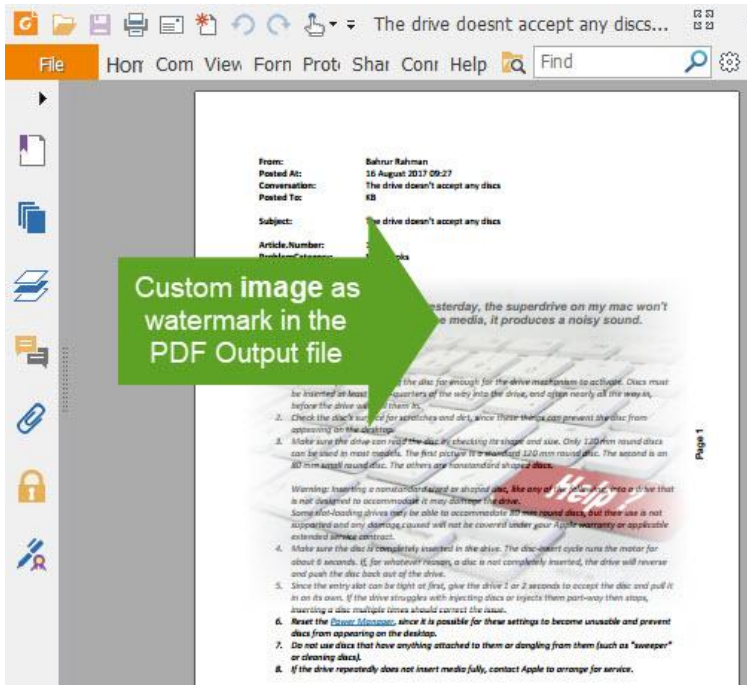 The drive doesnt accept any discs...
File Hon Com View Forn Prot Shar Conr Help Find
From: Bahrur Rahman
Posted At: 16 August 2017 09:27
Conversation: The drive doesn't accept any discs
Posted To: KB
Subject: The drive doesn't accept any discs
Article.Number:
Custom image as
watermark in the
PDF Output file
esterday, the superdrive on my mac won't
e media, it produces a noisy sound.
the disc far enough for the drive mechanism to activate. Discs must
be inserted at least quarters of the way into the drive, and often nearly all the way in,
before the drive will them in.
2. Check the disc's surface for scratches and dirt, since these things can prevent the disc from
appearing on the desktop.
3. Make sure the drive can read the disc by checking its shape and size. Only 120 mm round discs
can be used in most models. The first picture is a standard 120 mm round disc. The second is an
80 mm small round disc. The others are nonstandard shaped discs.
Page 1
Warning: Inserting a nonstandard sized or shaped disc, like any of the following, into a drive that
is not designed to accommodate it may damage the drive.
Help?
Some slot-loading drives may be able to accommodate 80 mm round discs, but their use is not
supported and any damage caused will not be covered under your Apple warranty or applicable
extended service contract.
4. Make sure the disc is completely inserted in the drive. The disc-insert cycle runs the motor for
about 6 seconds. If, for whatever reason, a disc is not completely inserted, the drive will reverse
and push the disc back out of the drive.
5. Since the entry slot can be tight at first, give the drive 1 or 2 seconds to accept the disc and pull it
in on its own. If the drive struggles with injecting discs or injects them part-way then stops,
inserting a disc multiple times should correct the issue.
6. Reset the Power Manager, since it is possible for these settings to become unusable and prevent
discs from appearing on the desktop.
7. Do not use discs that have anything attached to them or dangling from them (such as "sweeper"
or cleaning discs).
8. If the drive repeatedly does not insert media fully, contact Apple to arrange for service.